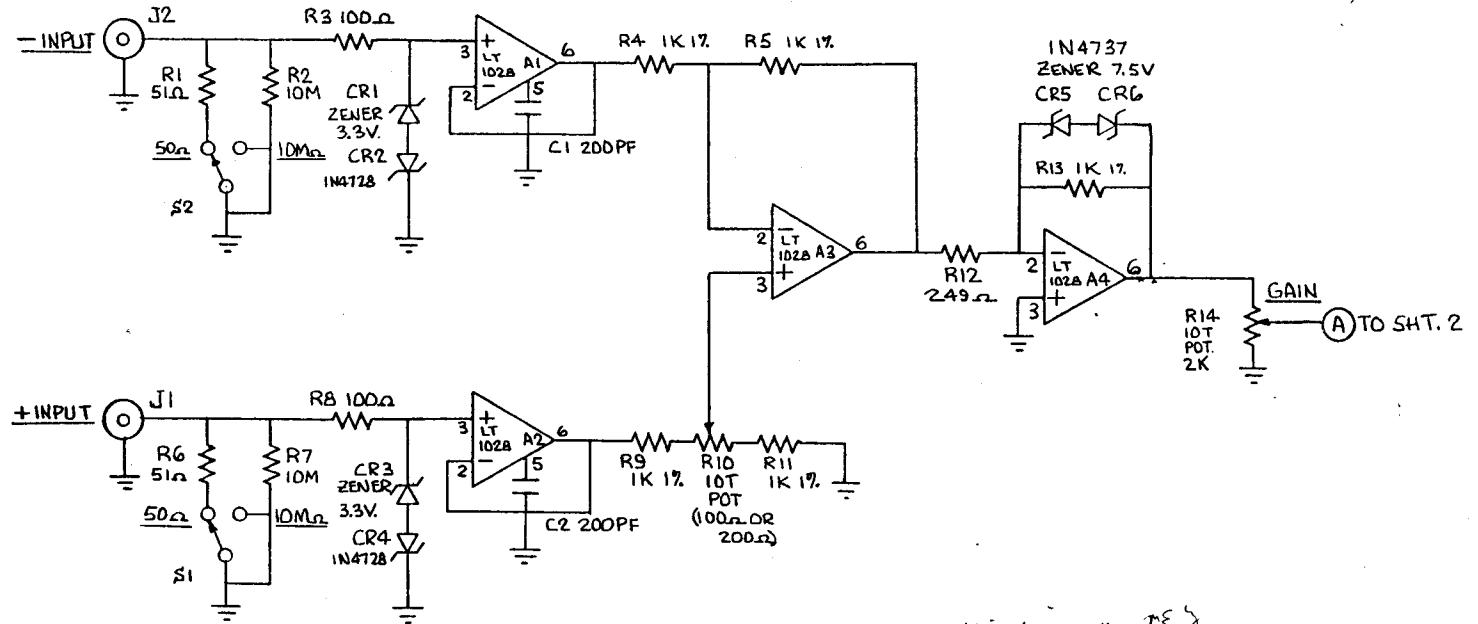 - INPUT
J2
R3 100Ω
R1
51Ω
R2
10M
50Ω
10MΩ
S2
CR1
ZENER
3.3V.
CR2
1N4728
3
+
LT
1028
A1
-
2
6
5
C1 200PF
R4 1K 1%
R5 1K 1%
2
-
LT
1028
A3
+
3
6
1N4737
ZENER 7.5V
CR5 CR6
R13 1K 1%
R12
249Ω
2
-
LT
1028
A4
+
3
6
GAIN
R14
10T
POT.
2K
A TO SHT. 2
+ INPUT
J1
R8 100Ω
R6
51Ω
R7
10M
50Ω
10MΩ
S1
CR3
ZENER
3.3V.
CR4
1N4728
3
+
LT
1028
A2
-
2
6
5
C2 200PF
R9
1K 1%
R10
10T
POT
(100Ω OR
200Ω)
R11
1K 1%